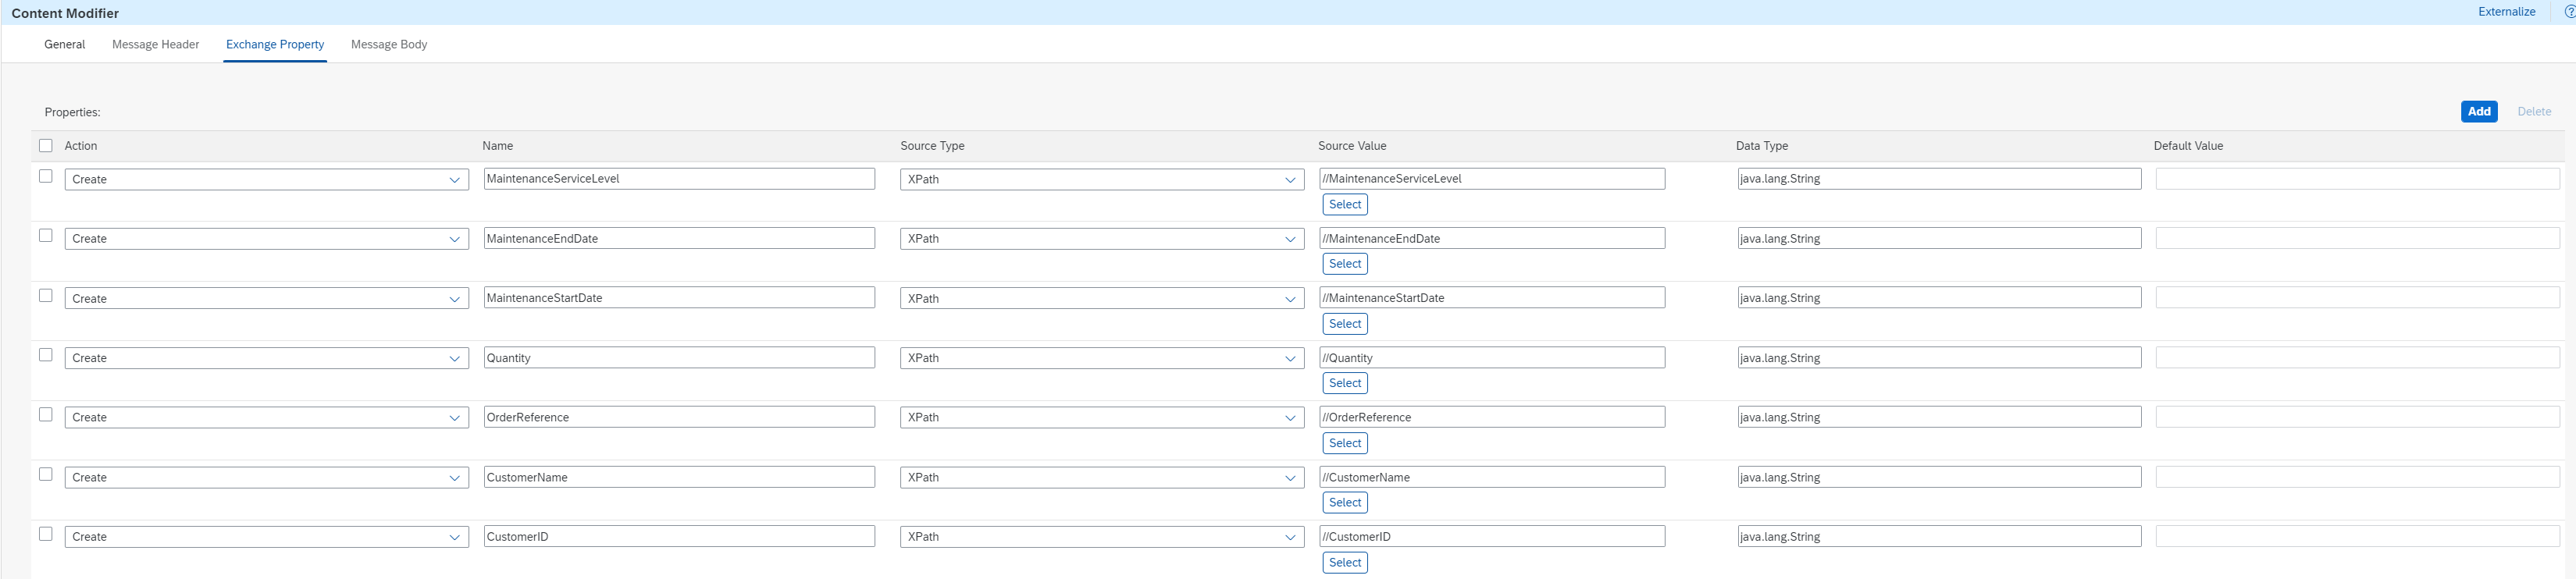 Content Modifier Externalize
General Message Header Exchange Property Message Body
Properties: Add Delete
Action Name Source Type Source Value Data Type Default Value
Create MaintenanceServiceLevel XPath //MaintenanceServiceLevel java.lang.String
Select
Create MaintenanceEndDate XPath //MaintenanceEndDate java.lang.String
Select
Create MaintenanceStartDate XPath //MaintenanceStartDate java.lang.String
Select
Create Quantity XPath //Quantity java.lang.String
Select
Create OrderReference XPath //OrderReference java.lang.String
Select
Create CustomerName XPath //CustomerName java.lang.String
Select
Create CustomerID XPath //CustomerID java.lang.String
Select